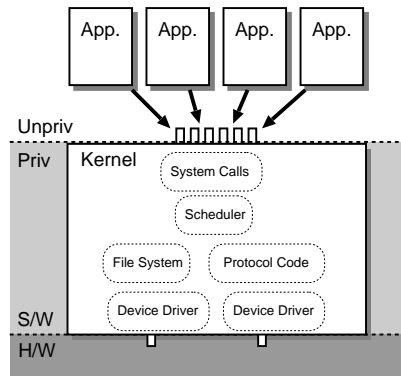 App. App. App. App.
Unpriv
Priv
Kernel
System Calls
Scheduler
File System
Protocol Code
Device Driver
Device Driver
S/W
H/W